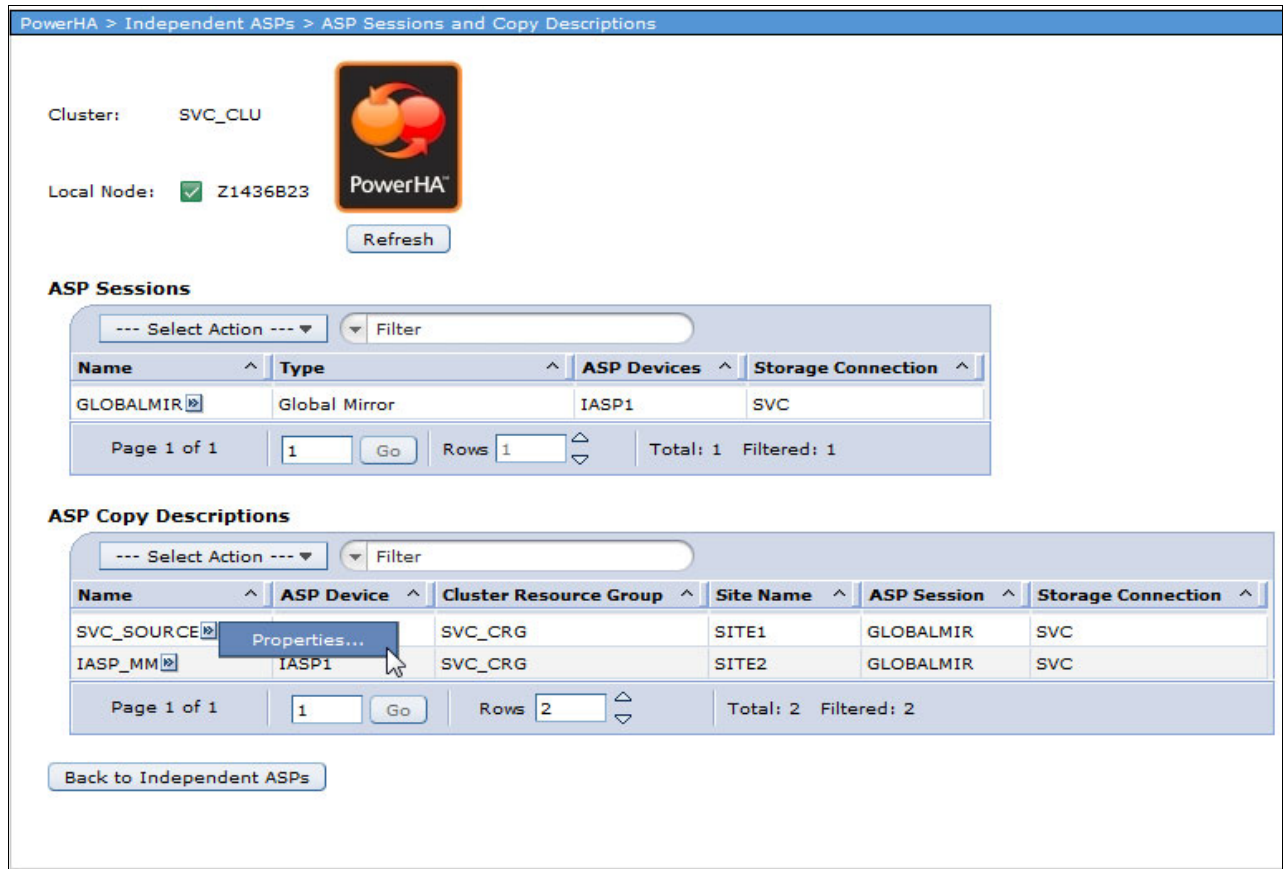 PowerHA > Independent ASPs > ASP Sessions and Copy Descriptions
Cluster: SVC_CLU
Local Node: Z1436B23
PowerHA™
Refresh
ASP Sessions
--- Select Action --- Filter
Name Type ASP Devices Storage Connection
GLOBALMIR Global Mirror IASP1 SVC
Page 1 of 1 1 Go Rows 1 Total: 1 Filtered: 1
ASP Copy Descriptions
--- Select Action --- Filter
Name ASP Device Cluster Resource Group Site Name ASP Session Storage Connection
SVC_SOURCE Properties... SVC_CRG SITE1 GLOBALMIR SVC
IASP_MM IASP1 SVC_CRG SITE2 GLOBALMIR SVC
Page 1 of 1 1 Go Rows 2 Total: 2 Filtered: 2
Back to Independent ASPs